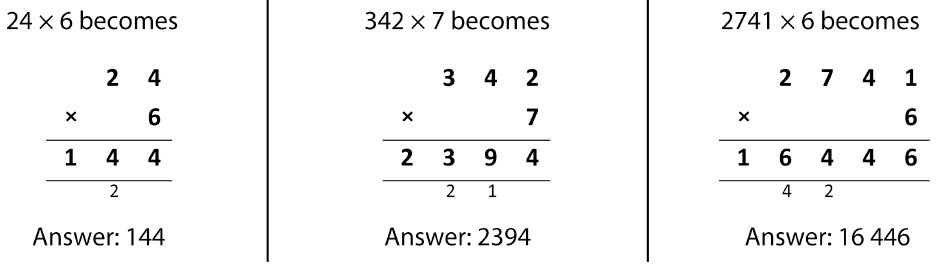 24 × 6 becomes
2 4
× 6
1 4 4
2
Answer: 144
342 × 7 becomes
3 4 2
× 7
2 3 9 4
2 1
Answer: 2394
2741 × 6 becomes
2 7 4 1
× 6
1 6 4 4 6
4 2
Answer: 16 446